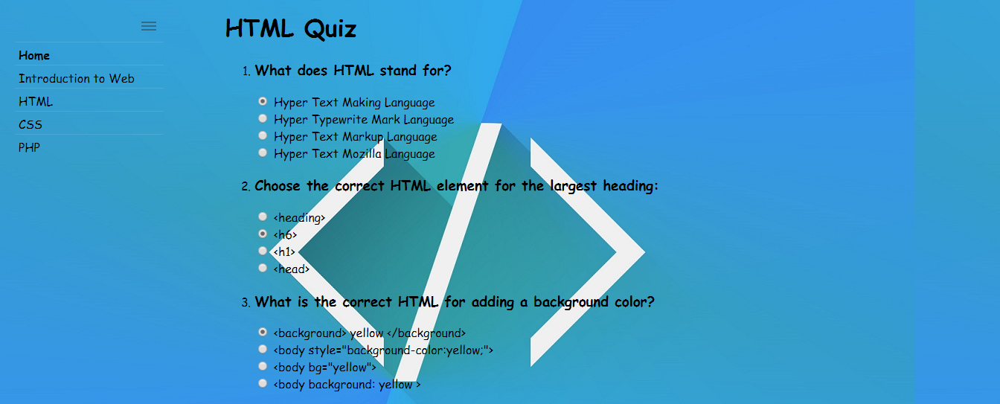 Home
Introduction to Web
HTML
CSS
PHP
HTML Quiz
1. What does HTML stand for?
Hyper Text Making Language
Hyper Typewrite Mark Language
Hyper Text Markup Language
Hyper Text Mozilla Language
2. Choose the correct HTML element for the largest heading:
<heading>
<h6>
<h1>
<head>
3. What is the correct HTML for adding a background color?
<background> yellow </background>
<body style="background-color:yellow;">
<body bg="yellow">
<body background: yellow >